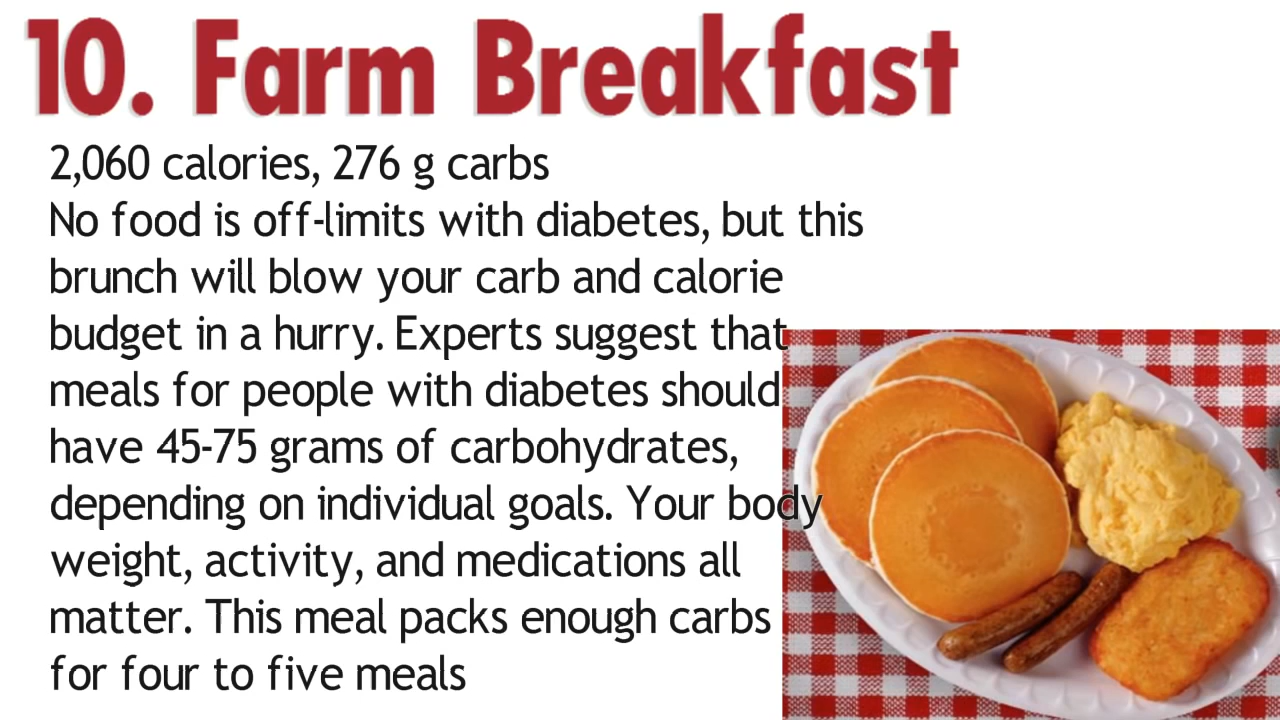 10. Farm Breakfast
2,060 calories, 276 g carbs
No food is off-limits with diabetes, but this
brunch will blow your carb and calorie
budget in a hurry. Experts suggest that
meals for people with diabetes should
have 45-75 grams of carbohydrates,
depending on individual goals. Your body
weight, activity, and medications all
matter. This meal packs enough carbs
for four to five meals